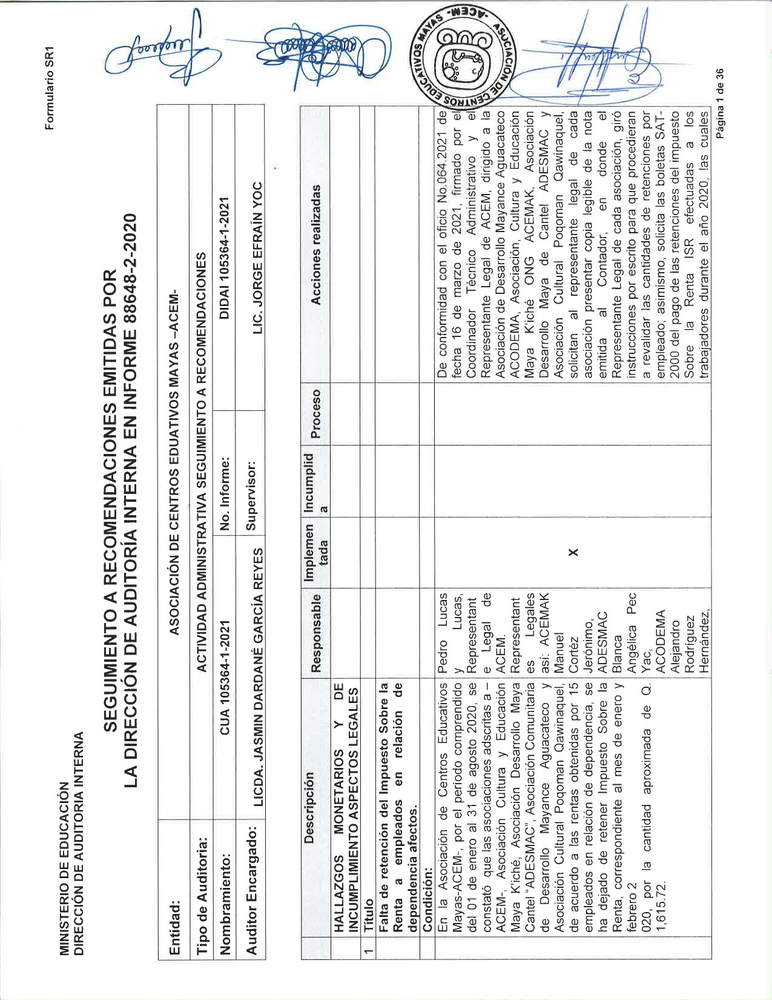 Formulario SR1
MINISTERIO DE EDUCACIÓN
DIRECCIÓN DE AUDITORIA INTERNA
SEGUIMIENTO A RECOMENDACIONES EMITIDAS POR
LA DIRECCIÓN DE AUDITORÍA INTERNA EN INFORME 88648-2-2020
Entidad: ASOCIACIÓN DE CENTROS EDUATIVOS MAYAS –ACEM-
Tipo de Auditoria: ACTIVIDAD ADMINISTRATIVA SEGUIMIENTO A RECOMENDACIONES
Nombramiento: CUA 105364-1-2021 No. Informe: DIDAI 105364-1-2021
Auditor Encargado: LICDA. JASMIN DARDANÉ GARCÍA REYES Supervisor: LIC. JORGE EFRAÍN YOC
Descripción Responsable Implemen
tada Incumplid
a Proceso Acciones realizadas
HALLAZGOS MONETARIOS Y DE
INCUMPLIMIENTO ASPECTOS LEGALES
1 Título
Falta de retención del Impuesto Sobre la
Renta a empleados en relación de
dependencia afectos.
Condición:
En la Asociación de Centros Educativos
Mayas-ACEM-, por el período comprendido
del 01 de enero al 31 de agosto 2020, se
constató que las asociaciones adscritas a –
ACEM-, Asociación Cultura y Educación
Maya K'iché, Asociación Desarrollo Maya
Cantel "ADESMAC", Asociación Comunitaria
de Desarrollo Mayance Aguacateco y
Asociación Cultural Poqoman Qawinaquel,
de acuerdo a las rentas obtenidas por 15
empleados en relación de dependencia, se
ha dejado de retener Impuesto Sobre la
Renta, correspondiente al mes de enero y
febrero 2
020, por la cantidad aproximada de Q.
1,615.72.
Pedro Lucas
y Lucas,
Representant
e Legal de
ACEM.
Representant
es Legales
así: ACEMAK
Manuel
Cortéz
Jerónimo,
ADESMAC
Blanca
Angélica Pec
Yac,
ACODEMA
Alejandro
Rodríguez
Hernández,
X
De conformidad con el oficio No.064.2021 de
fecha 16 de marzo de 2021, firmado por el
Coordinador Técnico Administrativo y el
Representante Legal de ACEM, dirigido a la
Asociación de Desarrollo Mayance Aguacateco
ACODEMA, Asociación, Cultura y Educación
Maya K'iché ONG ACEMAK, Asociación
Desarrollo Maya de Cantel ADESMAC y
Asociación Cultural Poqoman Qawinaquel,
solicitan al representante legal de cada
asociación presentar copia legible de la nota
emitida al Contador, en donde el
Representante Legal de cada asociación, giró
instrucciones por escrito para que procedieran
a revalidar las cantidades de retenciones por
empleado; asimismo, solicita las boletas SAT-
2000 del pago de las retenciones del impuesto
Sobre la Renta ISR efectuadas a los
trabajadores durante el año 2020, las cuales
ASOCIACIÓN DE CENTROS EDUCATIVOS MAYAS -ACEM-
Página 1 de 36